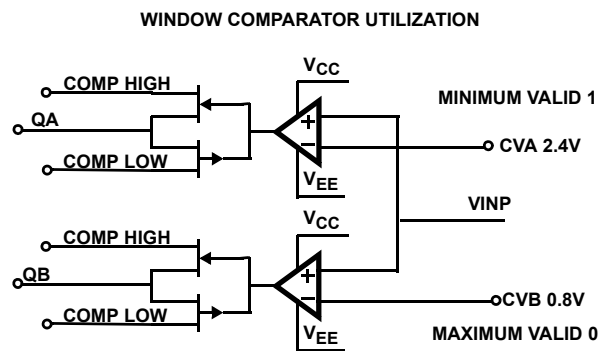 WINDOW COMPARATOR UTILIZATION
VCC
COMP HIGH
MINIMUM VALID 1
QA
+
−
CVA 2.4V
COMP LOW
VEE
VINP
VCC
COMP HIGH
QB
+
−
CVB 0.8V
COMP LOW
VEE
MAXIMUM VALID 0